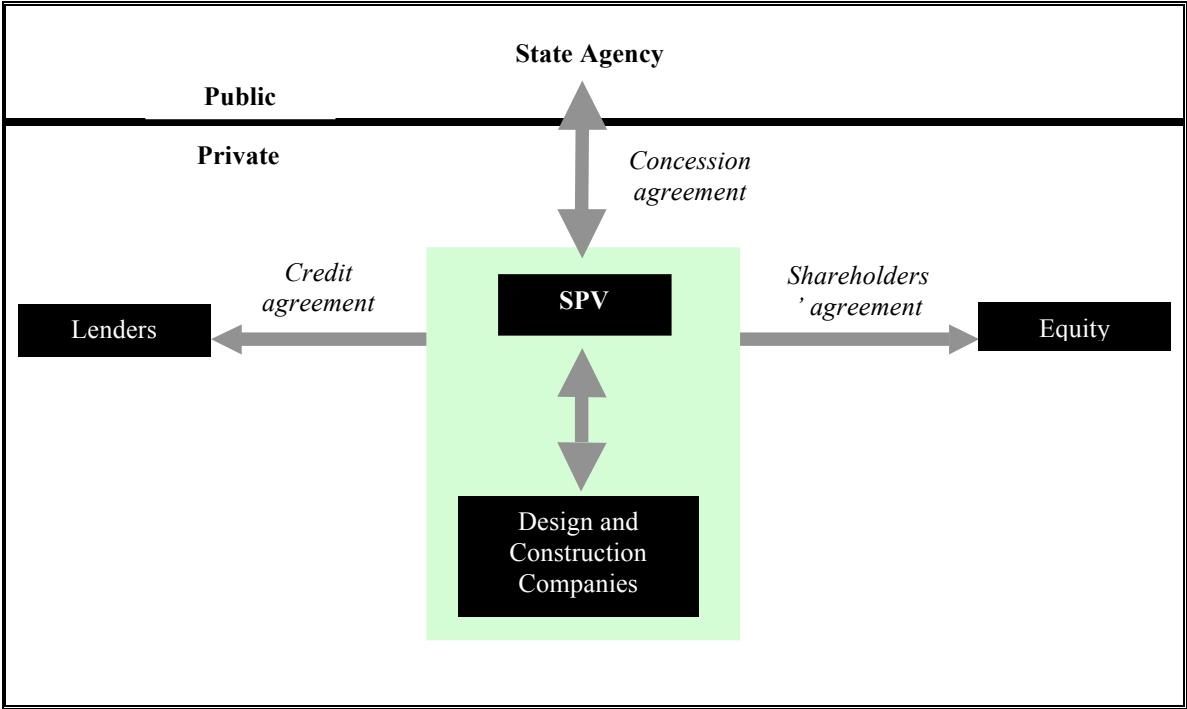 State Agency
Public
Private
Concession
agreement
Credit
agreement
SPV
Shareholders
’ agreement
Lenders
Equity
Design and
Construction
Companies